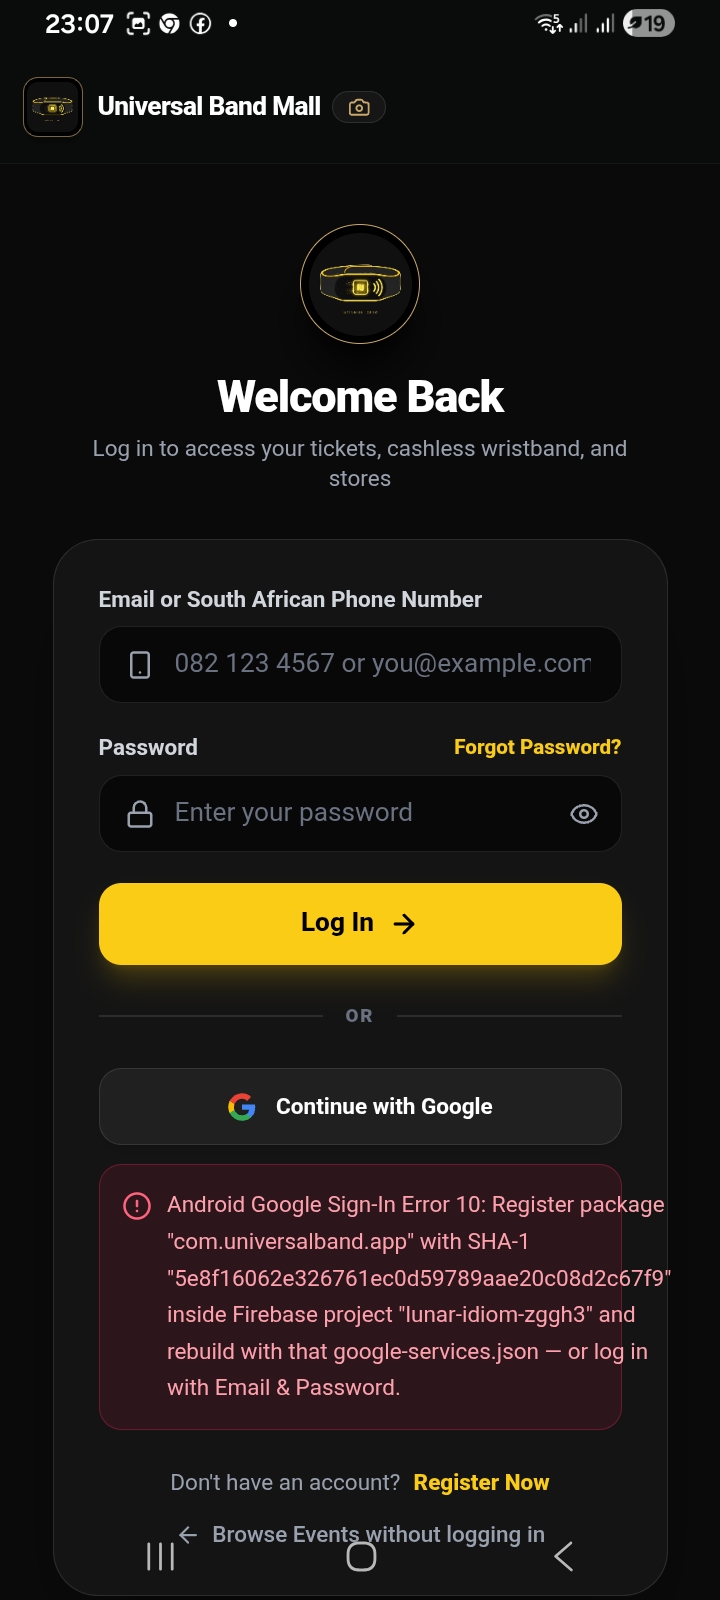 23:07
5
19
Universal Band Mall
Welcome Back
Log in to access your tickets, cashless wristband, and
stores
Email or South African Phone Number
082 123 4567 or you@example.com
Password
Forgot Password?
Enter your password
Log In
OR
Continue with Google
Android Google Sign-In Error 10: Register package
"com.universalband.app" with SHA-1
"5e8f16062e326761ec0d59789aae20c08d2c67f9"
inside Firebase project "lunar-idiom-zggh3" and
rebuild with that google-services.json — or log in
with Email & Password.
Don't have an account? Register Now
Browse Events without logging in